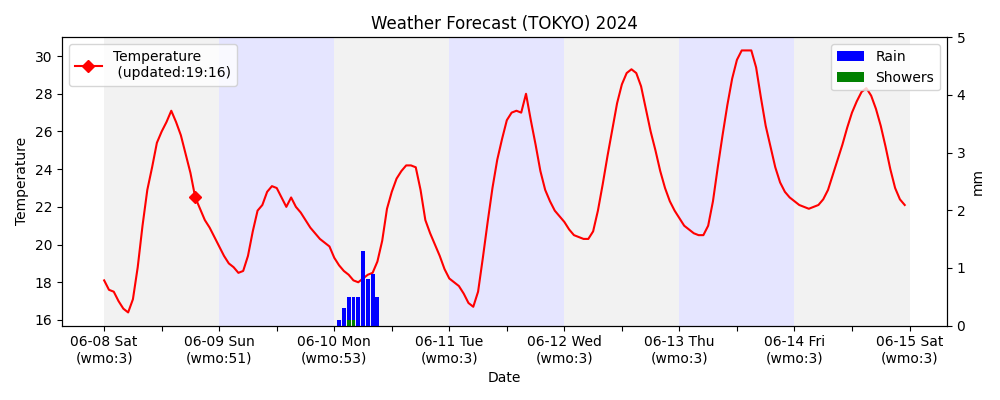 Weather Forecast (TOKYO) 2024
Temperature
(updated:19:16)
Rain
Showers
30
28
26
24
22
20
18
16
Temperature
5
4
3
2
1
0
mm
06-08 Sat
(wmo:3)
06-09 Sun
(wmo:51)
06-10 Mon
(wmo:53)
06-11 Tue
(wmo:3)
06-12 Wed
(wmo:3)
06-13 Thu
(wmo:3)
06-14 Fri
(wmo:3)
06-15 Sat
(wmo:3)
Date